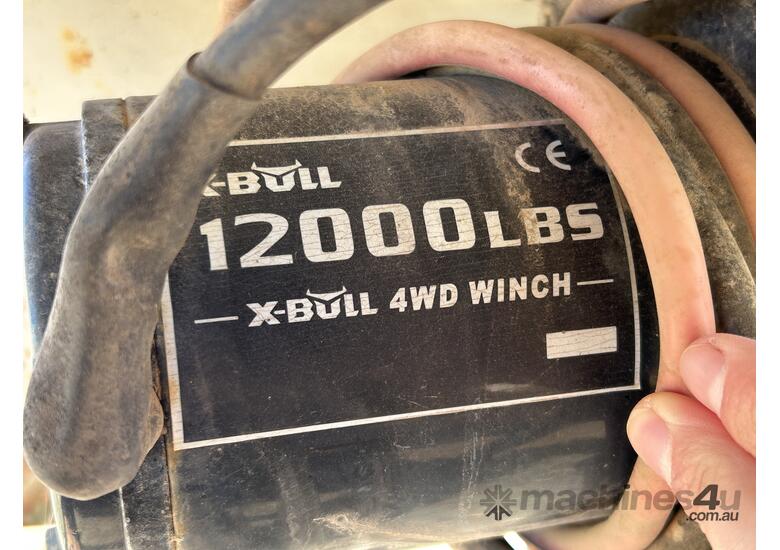 X-BULL
CE
12000LBS
X-BULL 4WD WINCH
machines4u
.com.au